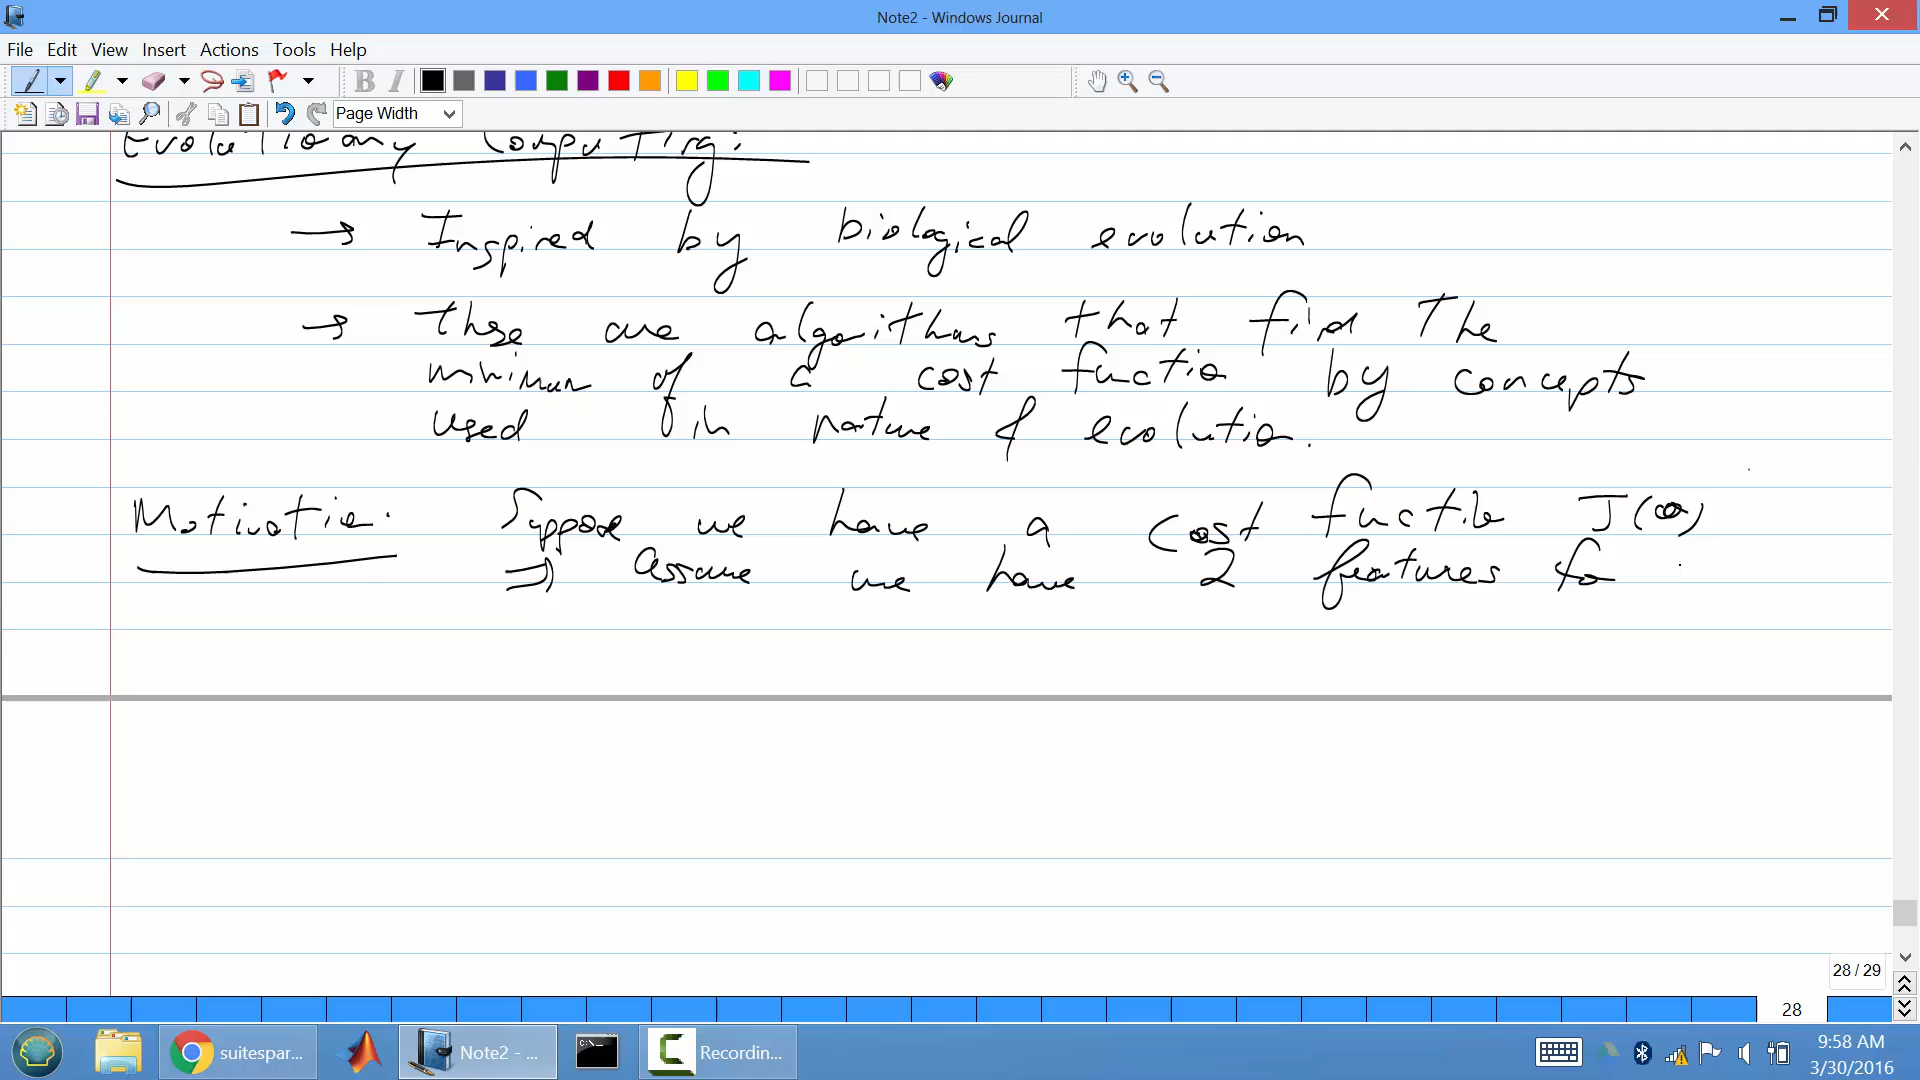 Note2 - Windows Journal
File Edit View Insert Actions Tools Help
B I
Page Width
Evolutionary Computing:
→ Inspired by biological evolution
→ These are algorithms that find the
minimum of a cost function by concepts
used in nature & evolution.
Motivation: Suppose we have a cost function J(ω)
⇒ Assume we have 2 features for
28 / 29
28
suitespar...
Note2 - ...
C:\_
Recordin...
9:58 AM
3/30/2016